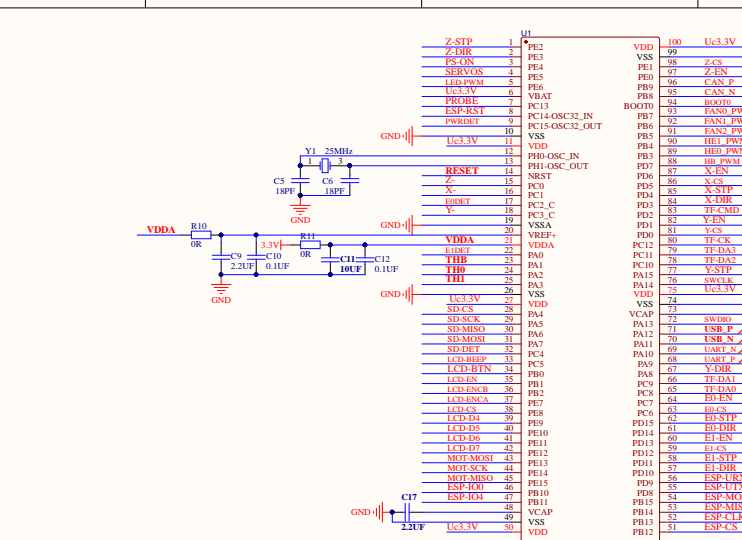 U1
Z-STP 1 PE2 VDD 100 Uc3.3V
Z-DIR 2 PE3 VSS 99
PS-ON 3 PE4 PE1 98 Z-CS
SERVOS 4 PE5 PE0 97 Z-EN
LED-PWM 5 PE6 PB9 96 CAN_P
Uc3.3V 6 VBAT PB8 95 CAN_N
PROBE 7 PC13 BOOT0 94 BOOT0
ESP-RST 8 PC14-OSC32_IN PB7 93 FAN0_PW
PWRDET 9 PC15-OSC32_OUT PB6 92 FAN1_PW
GND 10 VSS PB5 91 FAN2_PW
Uc3.3V 11 VDD PB4 90 HE1_PWM
12 PH0-OSC_IN PB3 89 HE0_PWM
Y1 25MHz 13 PH1-OSC_OUT PD7 88 HB_PWM
1 3
RESET 14 NRST PD6 87 X-EN
C5 C6 Z- 15 PC0 PD5 86 X-CS
18PF 18PF X- 16 PC1 PD4 85 X-STP
E0DET 17 PC2_C PD3 84 X-DIR
Y- 18 PC3_C PD2 83 TF-CMD
GND GND 19 VSSA PD1 82 Y-EN
VDDA R10 0R 20 VREF+ PD0 81 Y-CS
3.3V R11 0R VDDA 21 VDDA PC12 80 TF-CK
E1DET 22 PA0 PC11 79 TF-DA3
C9 2.2UF C10 0.1UF C11 10UF C12 0.1UF THB 23 PA1 PC10 78 TF-DA2
TH0 24 PA2 PA15 77 Y-STP
TH1 25 PA3 PA14 76 SWCLK
GND GND 26 VSS VDD 75 Uc3.3V
Uc3.3V 27 VDD VSS 74
SD-CS 28 PA4 VCAP 73
SD-SCK 29 PA5 PA13 72 SWDIO
SD-MISO 30 PA6 PA12 71 USB_P
SD-MOSI 31 PA7 PA11 70 USB_N
SD-DET 32 PC4 PA10 69 UART_N
LCD-BEEP 33 PC5 PA9 68 UART_P
LCD-BTN 34 PB0 PA8 67 Y-DIR
LCD-EN 35 PB1 PC9 66 TF-DA1
LCD-ENCB 36 PB2 PC8 65 TF-DA0
LCD-ENCA 37 PE7 PC7 64 E0-EN
LCD-CS 38 PE8 PC6 63 E0-CS
LCD-D4 39 PE9 PD15 62 E0-STP
LCD-D5 40 PE10 PD14 61 E0-DIR
LCD-D6 41 PE11 PD13 60 E1-EN
LCD-D7 42 PE12 PD12 59 E1-CS
MOT-MOSI 43 PE13 PD11 58 E1-STP
MOT-SCK 44 PE14 PD10 57 E1-DIR
MOT-MISO 45 PE15 PD9 56 ESP-URX
ESP-IO0 46 PB10 PD8 55 ESP-UTX
ESP-IO4 47 PB11 PB15 54 ESP-MO
C17 2.2UF GND 48 VCAP PB14 53 ESP-MIS
49 VSS PB13 52 ESP-CLK
Uc3.3V 50 VDD PB12 51 ESP-CS